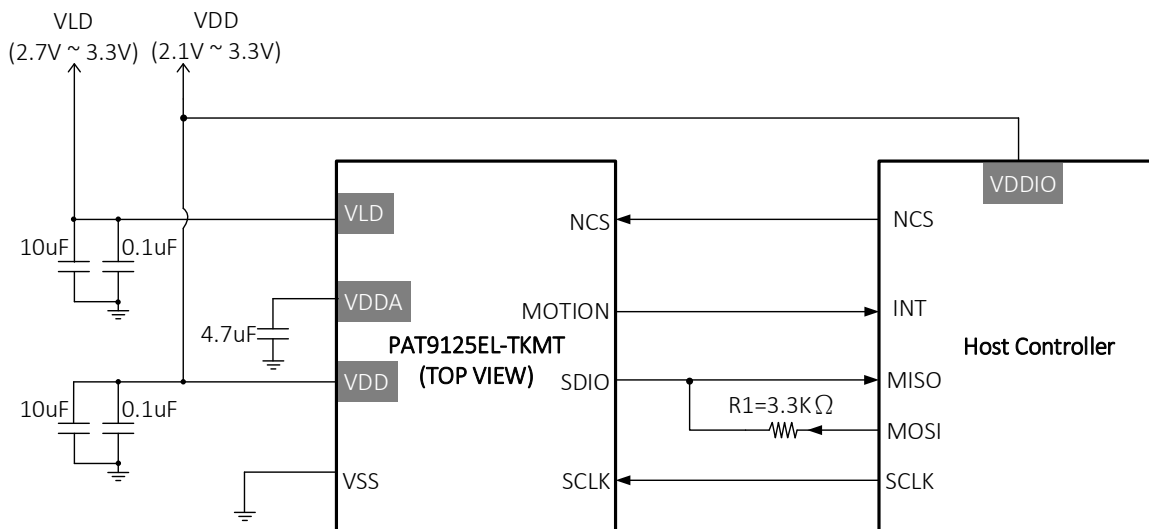 VLD VDD
(2.7V ~ 3.3V) (2.1V ~ 3.3V)
VDDIO
VLD NCS NCS
10uF 0.1uF
VDDA MOTION INT
4.7uF PAT9125EL-TKMT Host Controller
(TOP VIEW)
VDD SDIO MISO
10uF 0.1uF R1=3.3KΩ
MOSI
VSS SCLK SCLK